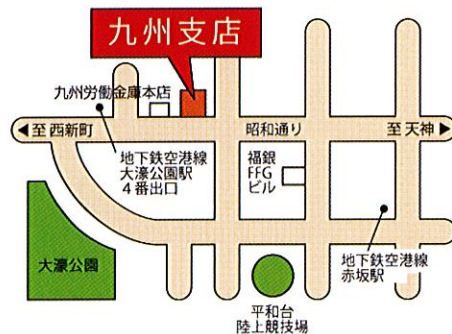 九州支店
九州労働金庫本店
◀至西新町
昭和通り
至天神▶
地下鉄空港線
大濠公園駅
4番出口
福銀
FFG
ビル
大濠公園
地下鉄空港線
赤坂駅
平和台
陸上競技場